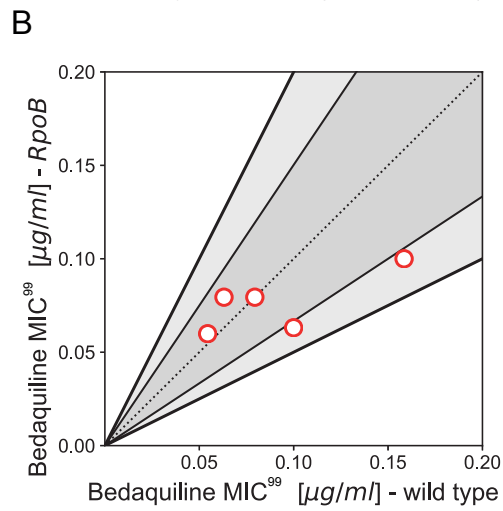 B
Bedaquiline MIC⁹⁹ [µg/ml] - RpoB
0.20
0.15
0.10
0.05
0.00
0.05 0.10 0.15 0.20
Bedaquiline MIC⁹⁹ [µg/ml] - wild type